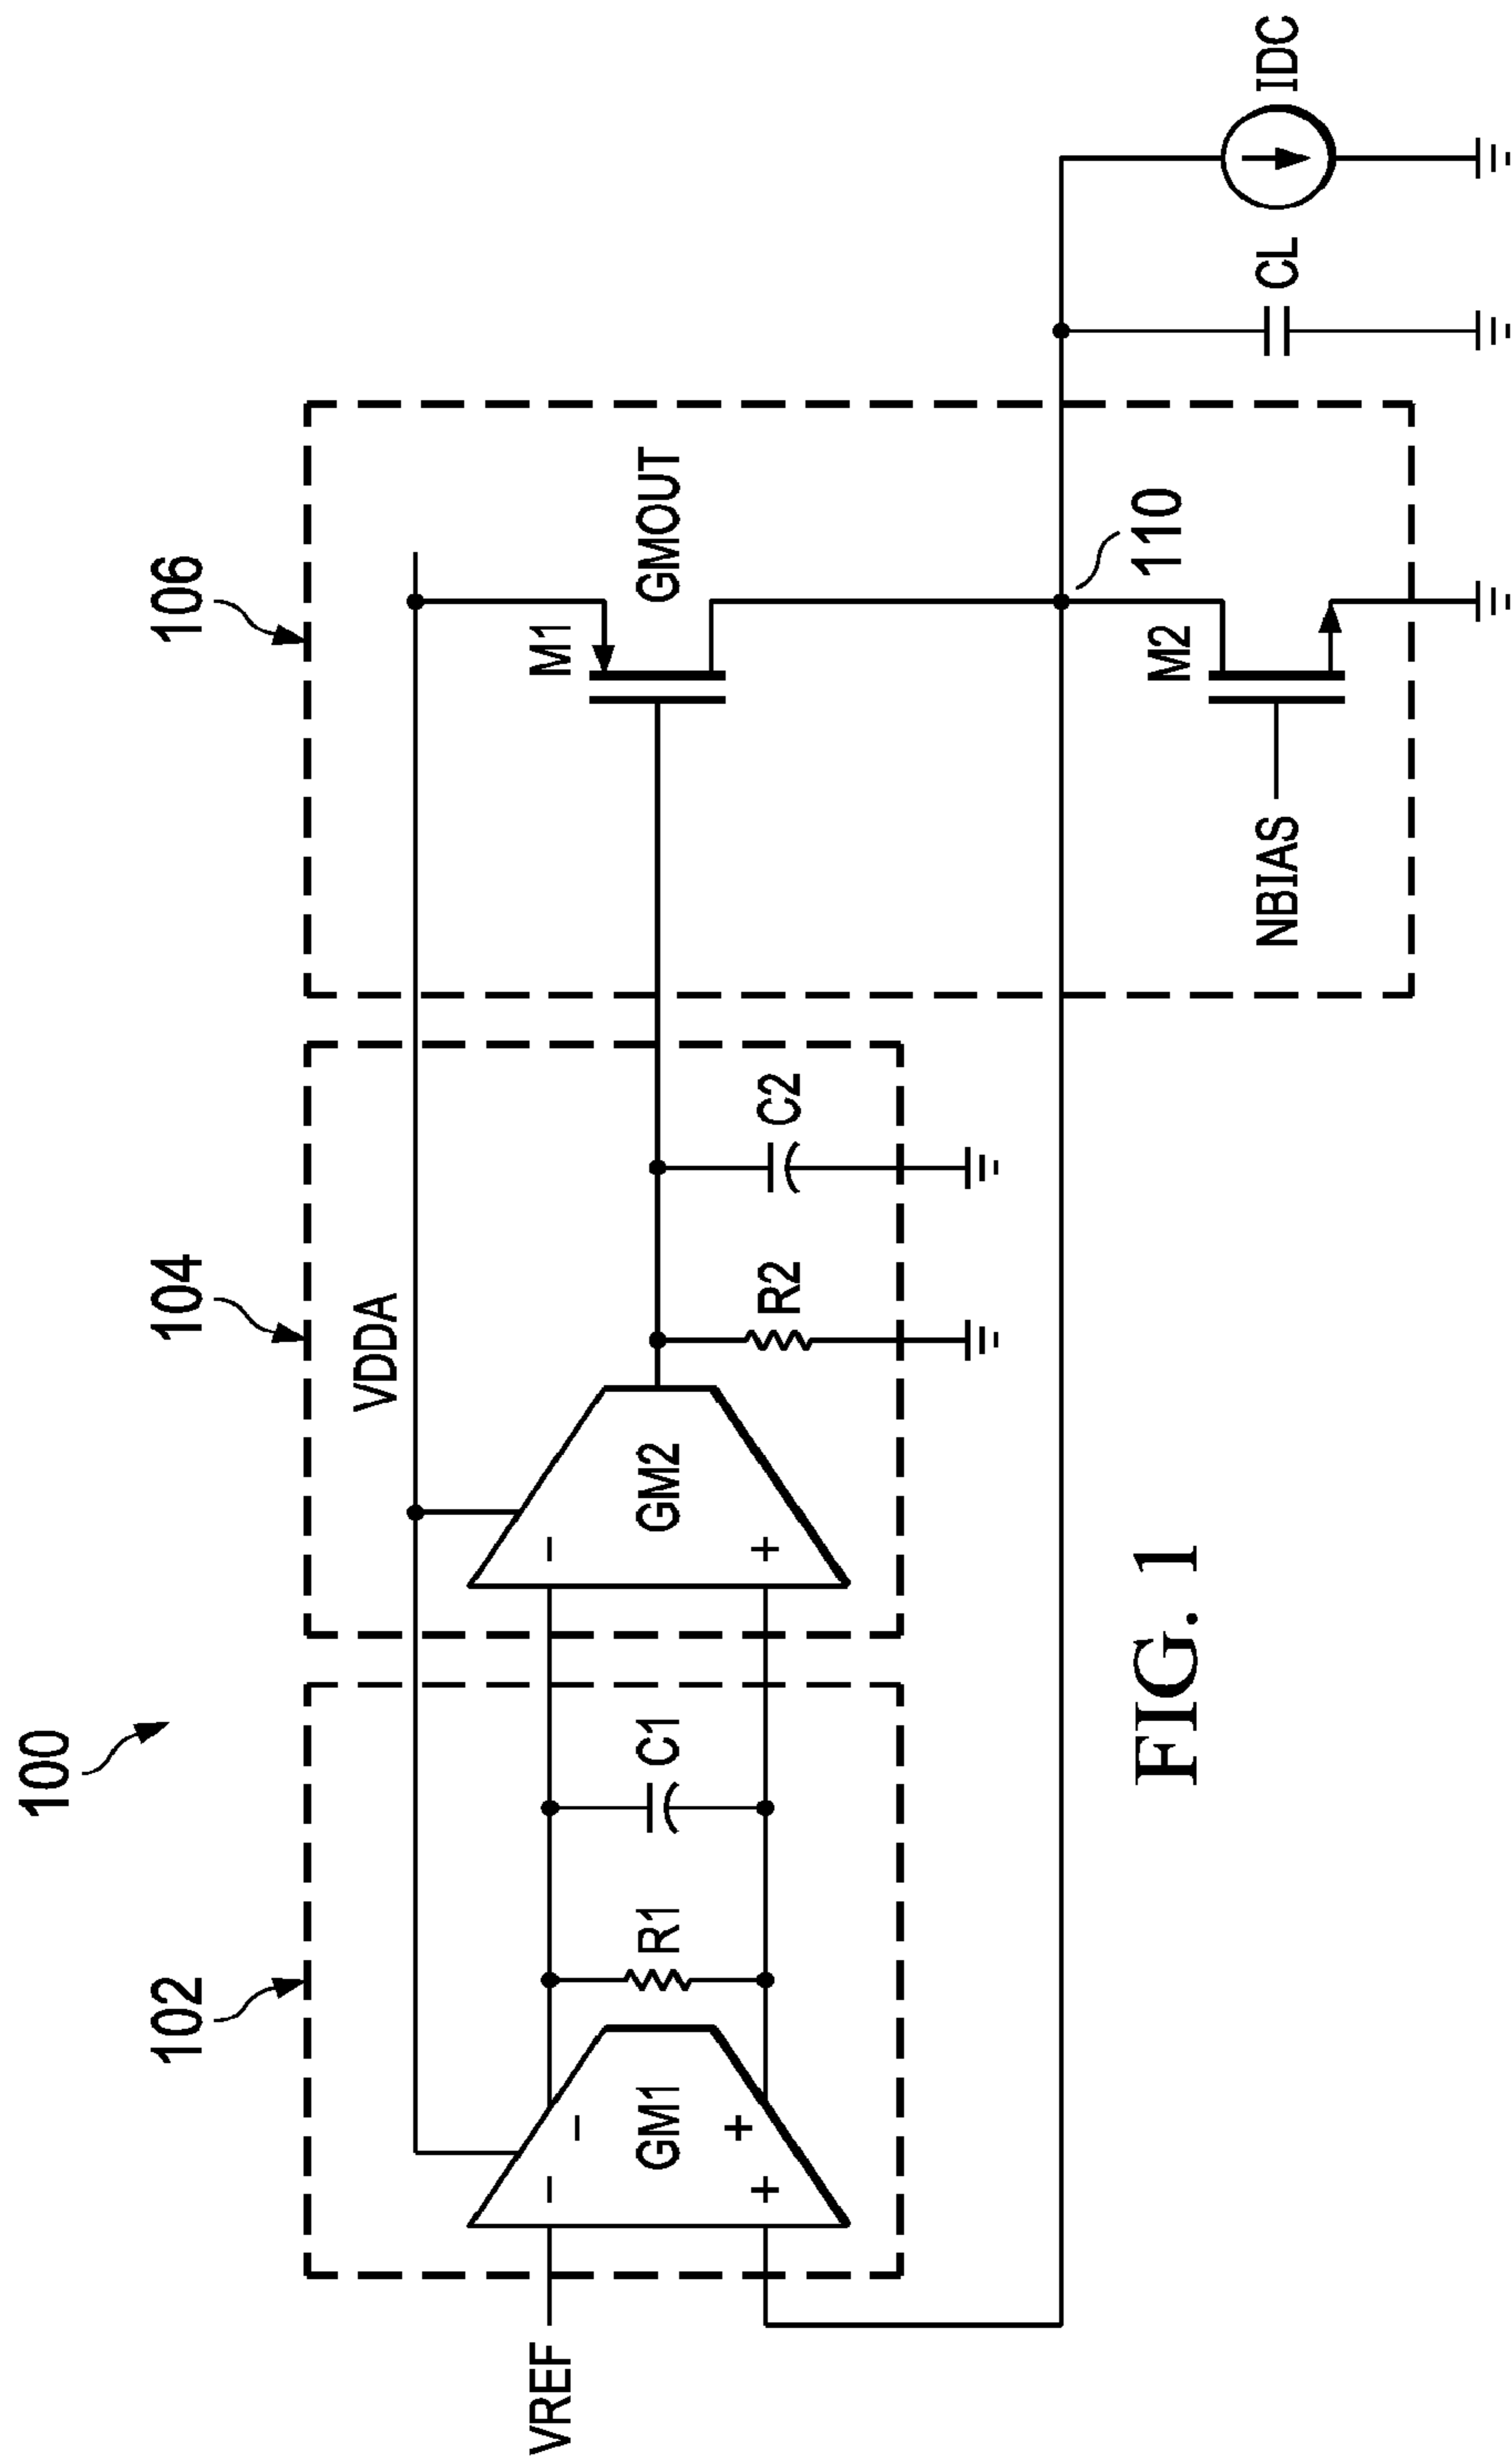 100
102
104
106
VDDA
VREF
-
-
+
+
GM1
R1
C1
-
+
GM2
R2
C2
M1
GMOUT
110
M2
NBIAS
CL
IDC
FIG. 1